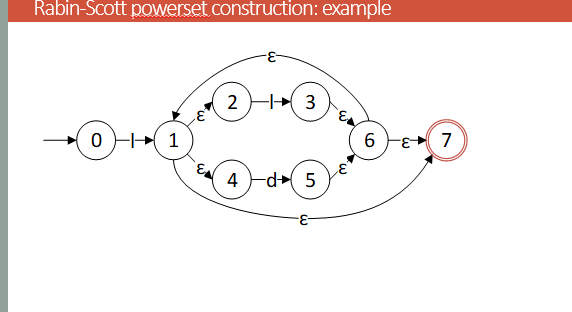 Rabin-Scott powerset construction: example
ε
2 l 3
ε ε
0 l 1 6 ε 7
ε ε
4 d 5
ε